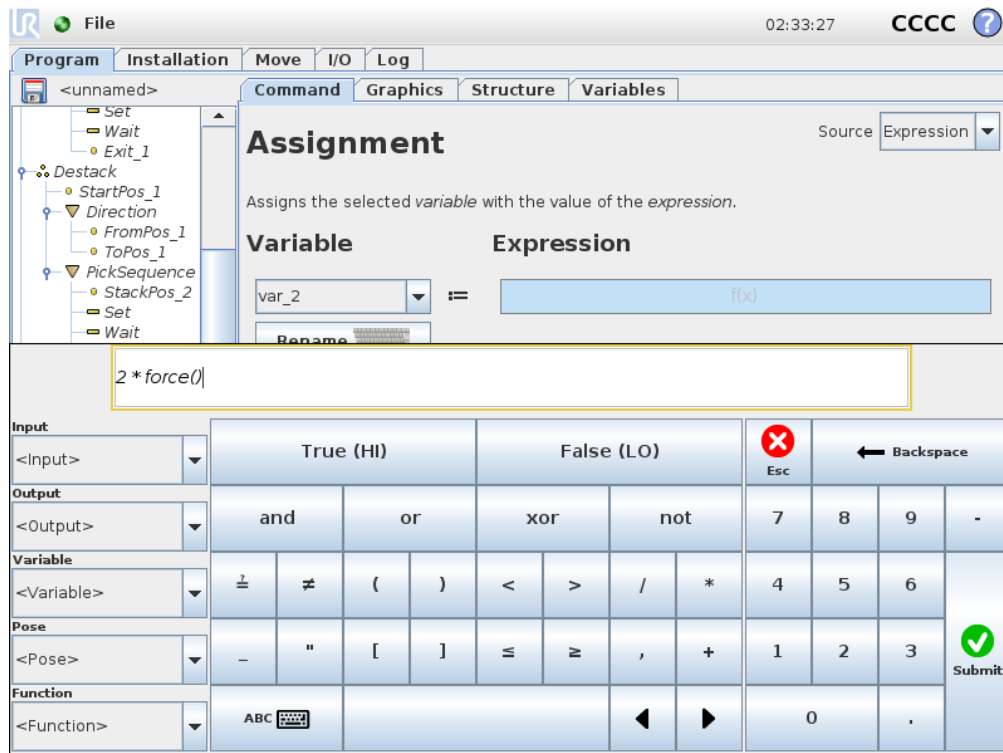 UR File 02:33:27 CCCC ?
Program Installation Move I/O Log
<unnamed> Command Graphics Structure Variables
Set
Wait
Exit_1
Destack
StartPos_1
Direction
FromPos_1
ToPos_1
PickSequence
StackPos_2
Set
Wait
Assignment
Source Expression
Assigns the selected variable with the value of the expression.
Variable Expression
var_2 := f(x)
Rename
2 * force()
Input
<Input>
Output
<Output>
Variable
<Variable>
Pose
<Pose>
Function
<Function>
True (HI) False (LO) Esc Backspace
and or xor not 7 8 9 -
≟ ≠ ( ) < > / * 4 5 6
_ " [ ] ≤ ≥ , + 1 2 3 Submit
ABC 0 .